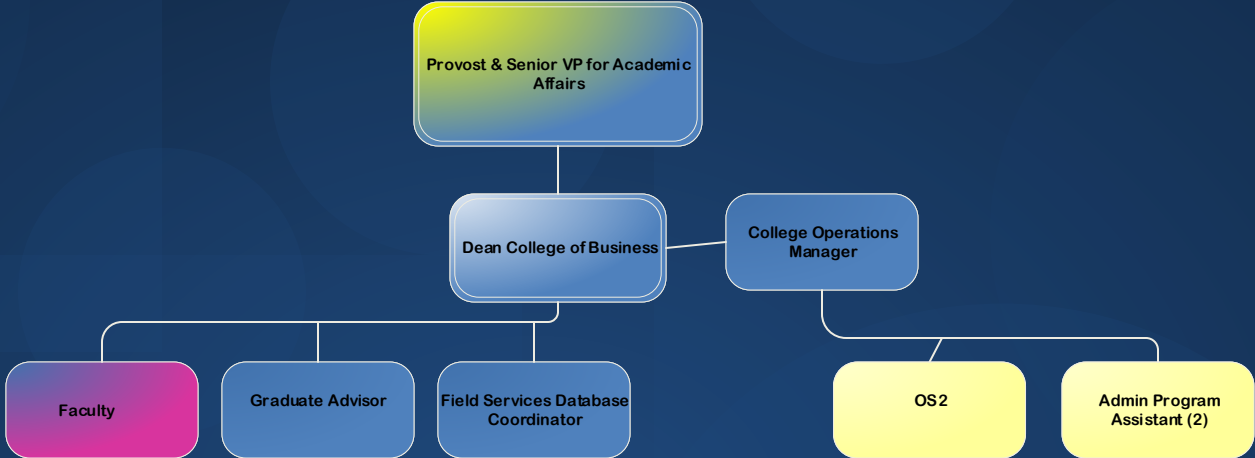 Provost & Senior VP for Academic
Affairs
Dean College of Business
College Operations
Manager
Faculty
Graduate Advisor
Field Services Database
Coordinator
OS2
Admin Program
Assistant (2)